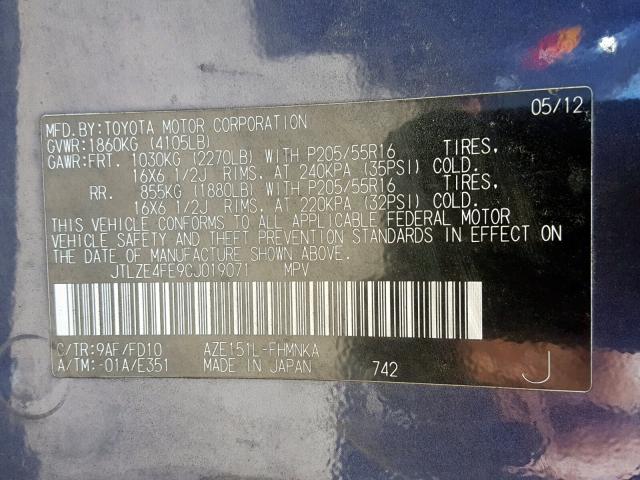 05/12
MFD.BY:TOYOTA MOTOR CORPORATION
GVWR:1860KG (4105LB)
GAWR:FRT. 1030KG (2270LB) WITH P205/55R16 TIRES,
16X6 1/2J RIMS, AT 240KPA (35PSI) COLD.
RR. 855KG (1880LB) WITH P205/55R16 TIRES,
16X6 1/2J RIMS, AT 220KPA (32PSI) COLD.
THIS VEHICLE CONFORMS TO ALL APPLICABLE FEDERAL MOTOR
VEHICLE SAFETY AND THEFT PREVENTION STANDARDS IN EFFECT ON
THE DATE OF MANUFACTURE SHOWN ABOVE.
JTLZE4FE9CJ019071 MPV
C/TR:9AF/FD10 AZE151L-FHMNKA
A/TM:-01A/E351 MADE IN JAPAN 742 J